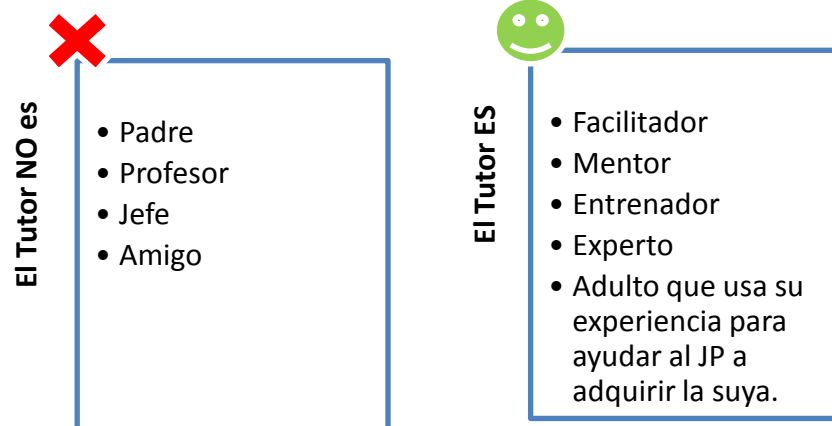 El Tutor NO es
• Padre
• Profesor
• Jefe
• Amigo
El Tutor ES
• Facilitador
• Mentor
• Entrenador
• Experto
• Adulto que usa su
experiencia para
ayudar al JP a
adquirir la suya.